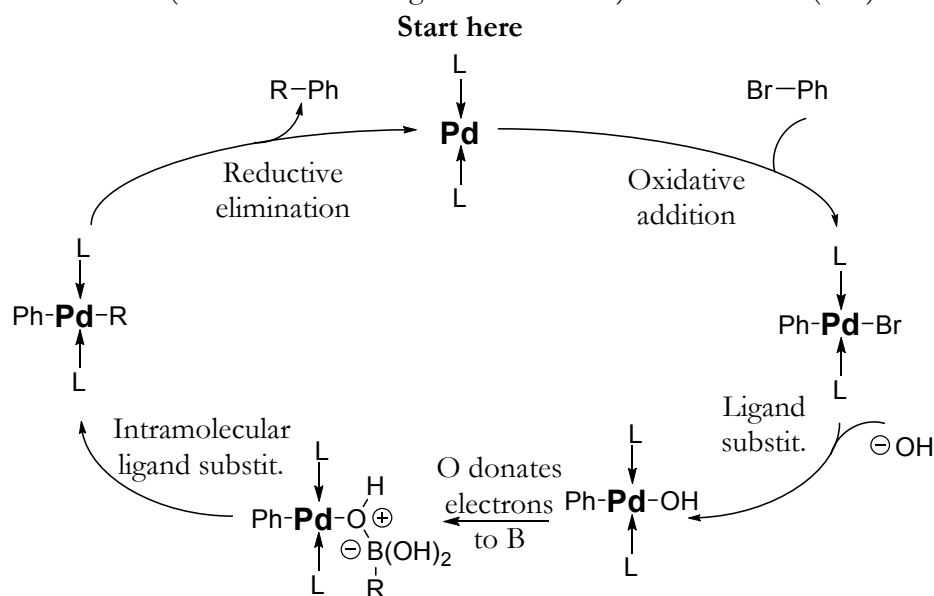 Start here
L
R–Ph
Br–Ph
Pd
L
Reductive
elimination
Oxidative
addition
L
Ph-Pd–R
L
L
Ph-Pd–Br
L
Intramolecular
ligand substit.
Ligand
substit.
⊖OH
O donates
electrons
to B
L
Ph-Pd-OH
L
L
H
Ph-Pd-O⊕
⊖B(OH)₂
L
R